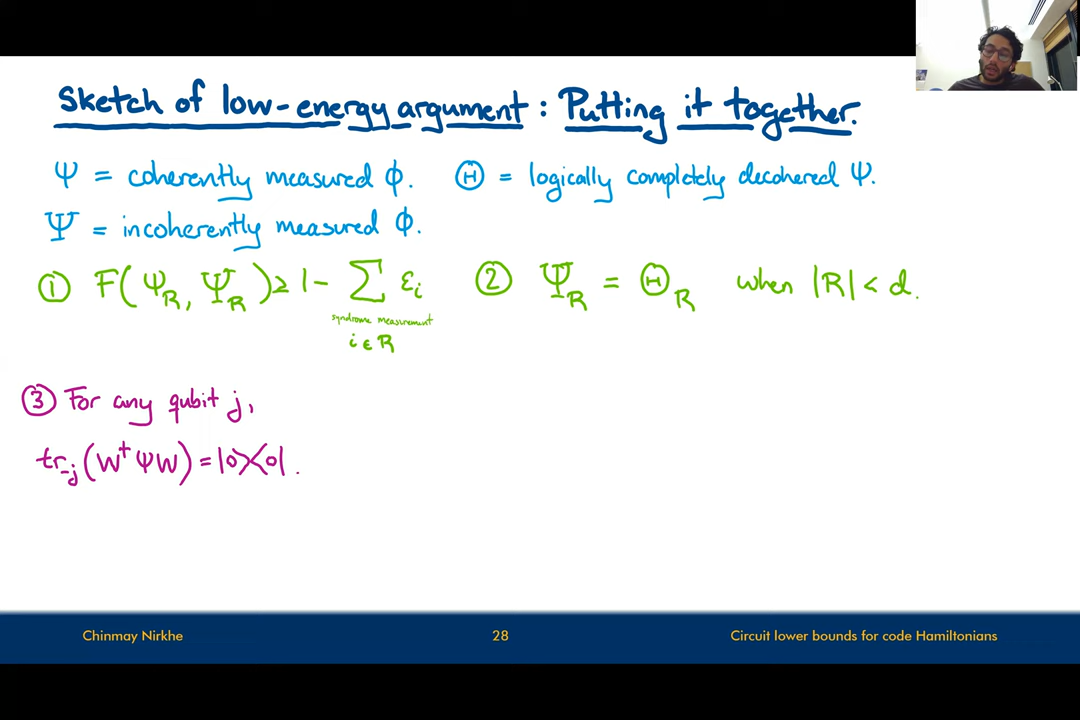 Sketch of low-energy argument : Putting it together.
ψ = coherently measured ϕ. Ⓗ = logically completely decohered ψ.
Ψ = incoherently measured ϕ.
① F(ψ_R, Ψ_R) ≥ 1 - ∑ ε_i ② Ψ_R = Ⓗ_R when |R| < d.
syndrome measurement
i ∈ R
③ For any qubit j,
tr_{-j}(W† ψ W) = |0><0|.
Chinmay Nirkhe 28 Circuit lower bounds for code Hamiltonians